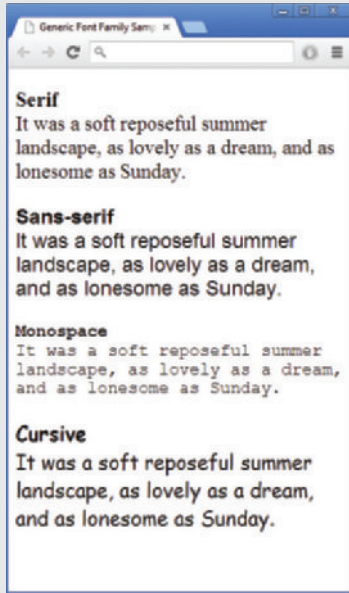 Generic Font Family Samp
Serif
It was a soft reposeful summer
landscape, as lovely as a dream, and as
lonesome as Sunday.
Sans-serif
It was a soft reposeful summer
landscape, as lovely as a dream,
and as lonesome as Sunday.
Monospace
It was a soft reposeful summer
landscape, as lovely as a dream,
and as lonesome as Sunday.
Cursive
It was a soft reposeful summer
landscape, as lovely as a dream,
and as lonesome as Sunday.